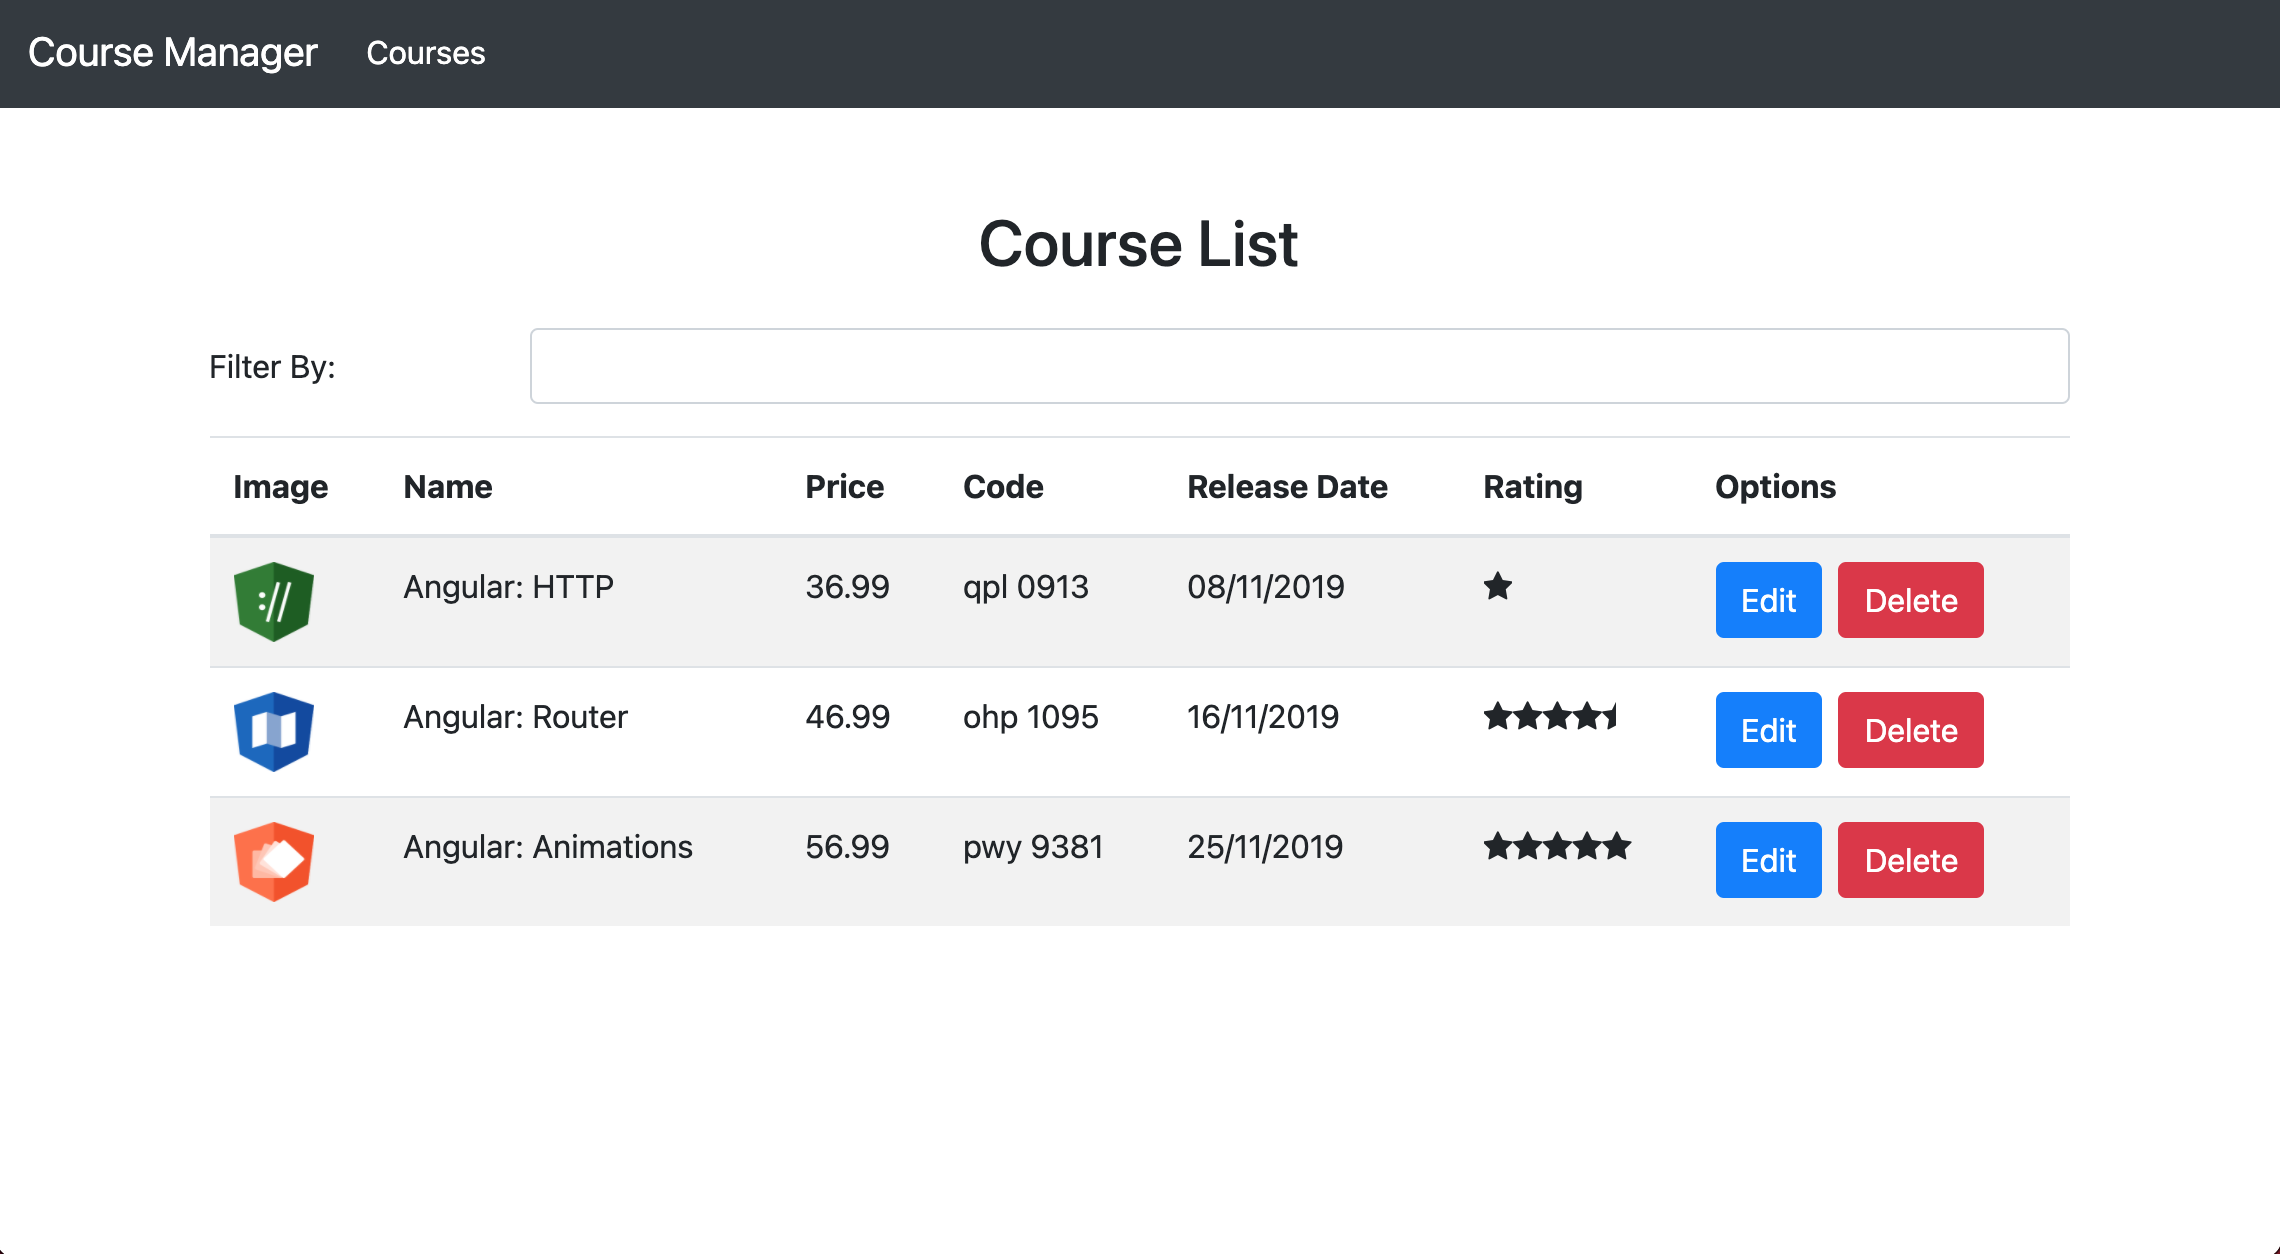 Course Manager Courses
Course List
Filter By:
Image Name Price Code Release Date Rating Options
Angular: HTTP 36.99 qpl 0913 08/11/2019 Edit Delete
Angular: Router 46.99 ohp 1095 16/11/2019 Edit Delete
Angular: Animations 56.99 pwy 9381 25/11/2019 Edit Delete